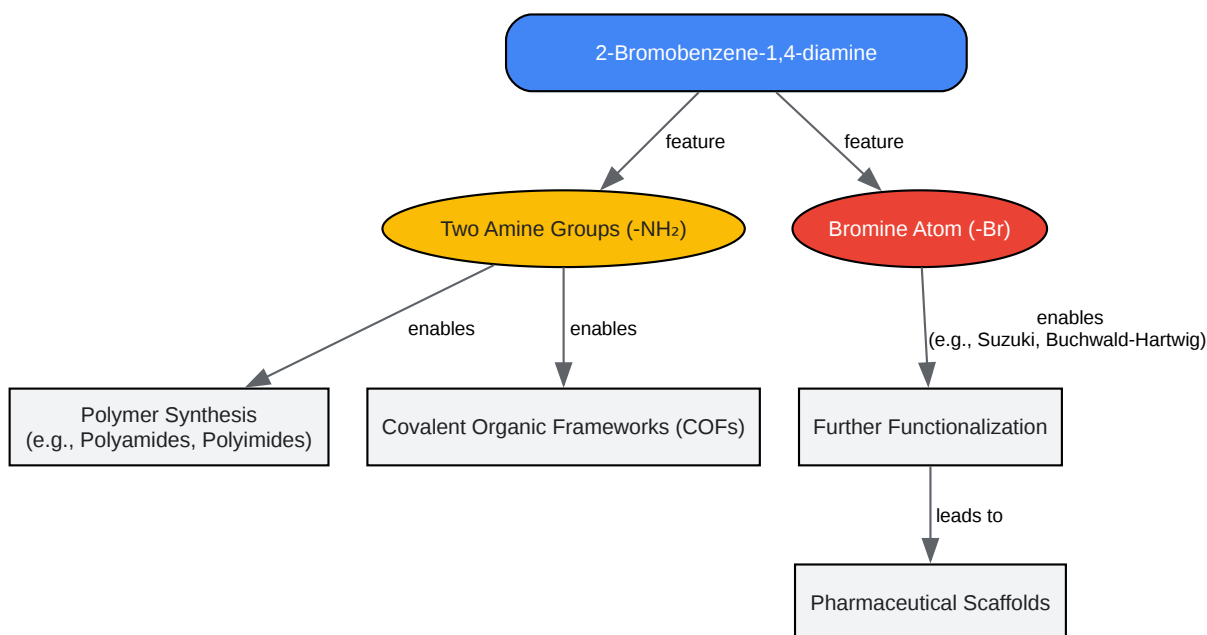 2-Bromobenzene-1,4-diamine
feature
feature
Two Amine Groups (-NH₂)
Bromine Atom (-Br)
enables
enables
enables
(e.g., Suzuki, Buchwald-Hartwig)
Polymer Synthesis
(e.g., Polyamides, Polyimides)
Covalent Organic Frameworks (COFs)
Further Functionalization
leads to
Pharmaceutical Scaffolds